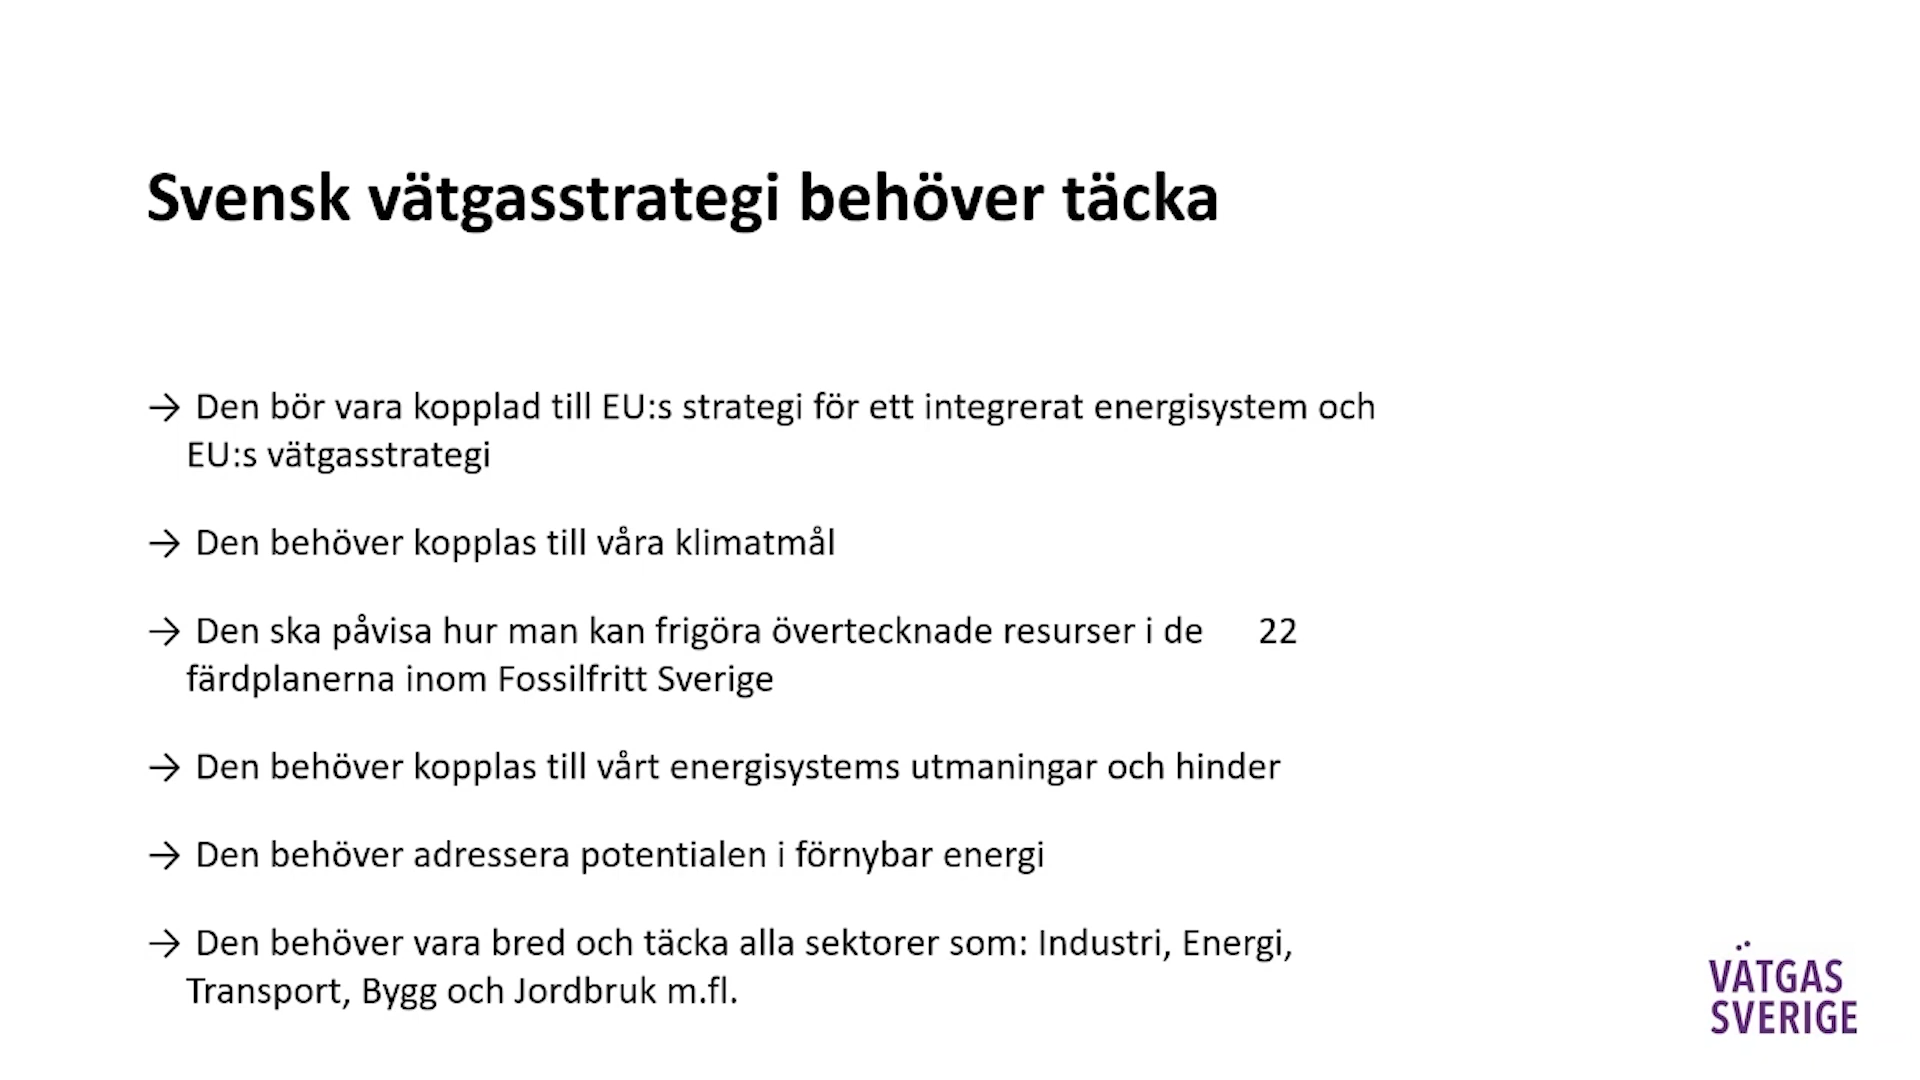 Svensk vätgasstrategi behöver täcka
→ Den bör vara kopplad till EU:s strategi för ett integrerat energisystem och
EU:s vätgasstrategi
→ Den behöver kopplas till våra klimatmål
→ Den ska påvisa hur man kan frigöra övertecknade resurser i de 22
färdplanerna inom Fossilfritt Sverige
→ Den behöver kopplas till vårt energisystems utmaningar och hinder
→ Den behöver adressera potentialen i förnybar energi
→ Den behöver vara bred och täcka alla sektorer som: Industri, Energi,
Transport, Bygg och Jordbruk m.fl.
VÄTGAS
SVERIGE